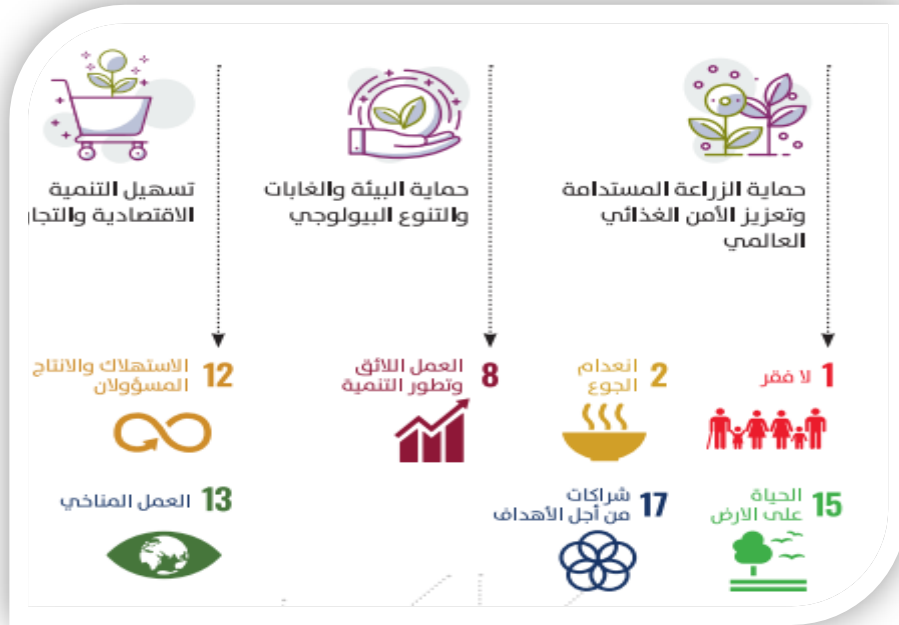 حماية الزراعة المستدامة
وتعزيز الأمن الغذائي
العالمي
حماية البيئة والغابات
والتنوع البيولوجي
تسهيل التنمية
الاقتصادية والتجا
1 لا فقر
2 انعدام
الجوع
8 العمل اللائق
وتطور التنمية
12 الاستهلاك والانتاج
المسؤولان
15 الحياة
على الارض
17 شراكات
من أجل الأهداف
13 العمل المناخي